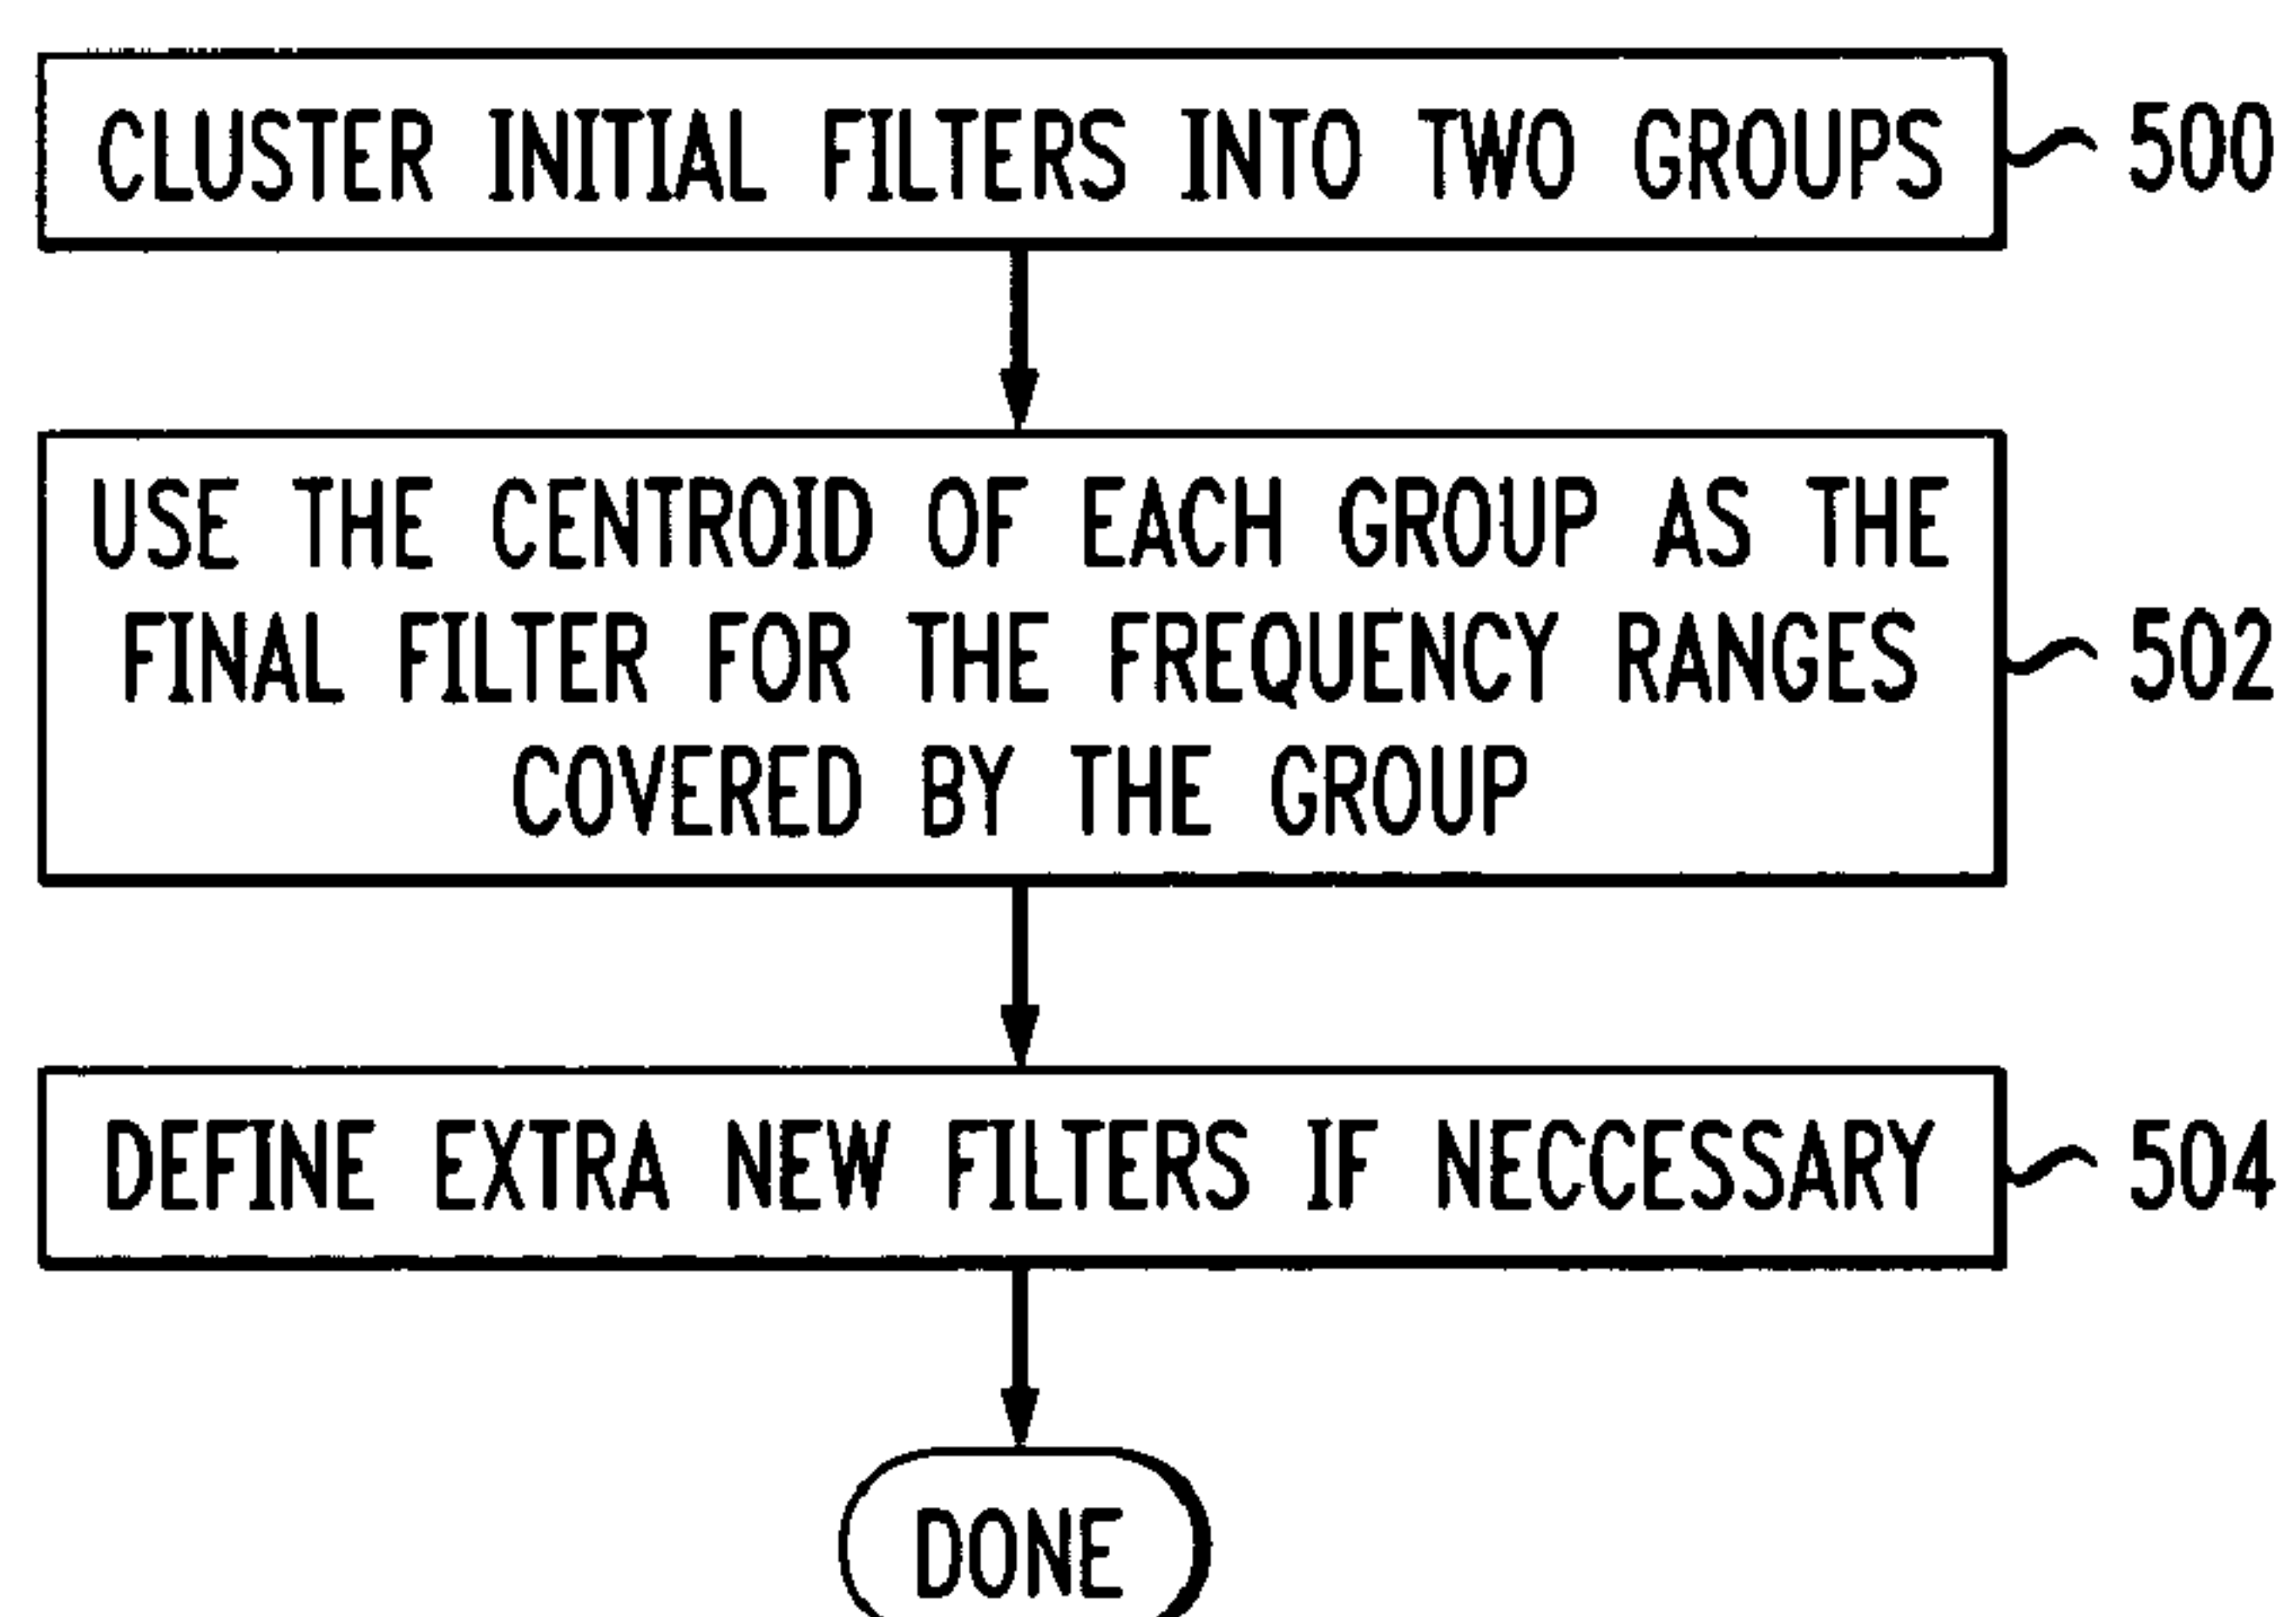 CLUSTER INITIAL FILTERS INTO TWO GROUPS
500
USE THE CENTROID OF EACH GROUP AS THE
FINAL FILTER FOR THE FREQUENCY RANGES
COVERED BY THE GROUP
502
DEFINE EXTRA NEW FILTERS IF NECCESSARY
504
DONE